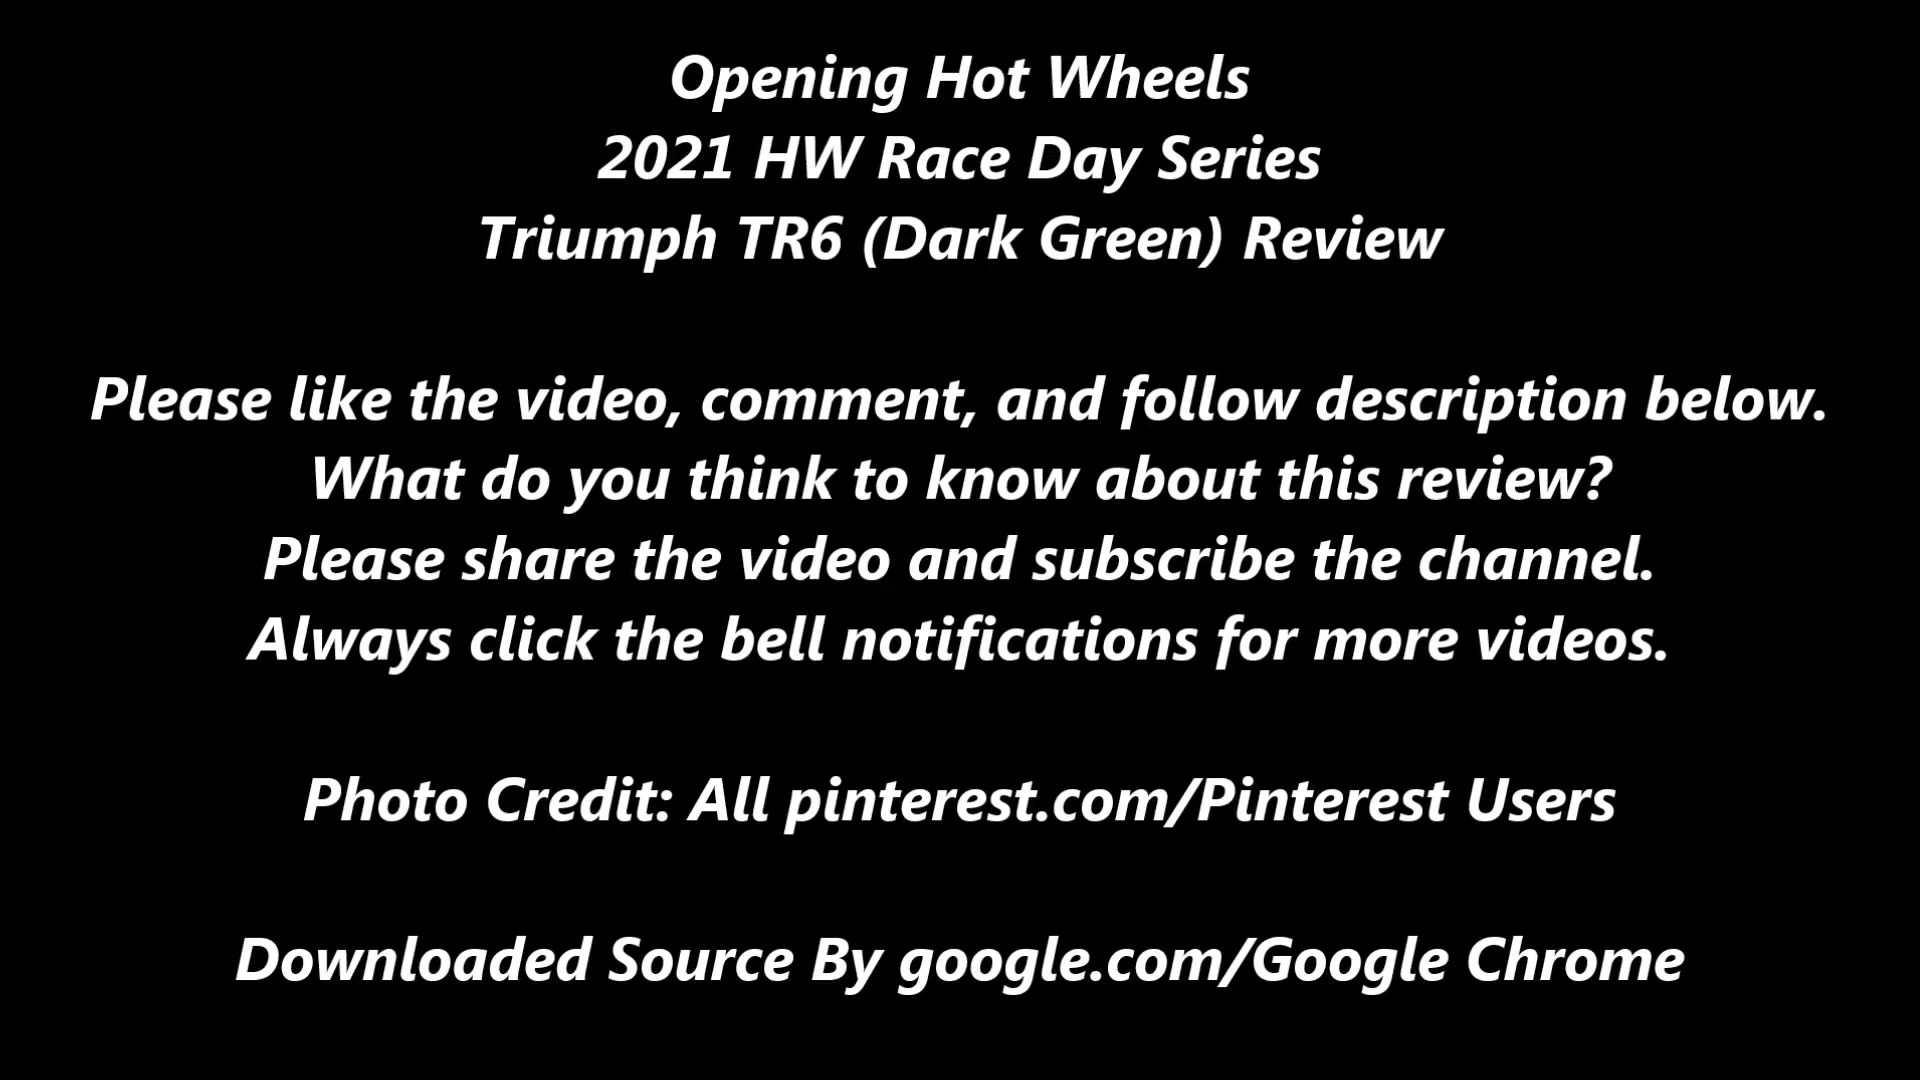 Opening Hot Wheels
2021 HW Race Day Series
Triumph TR6 (Dark Green) Review
Please like the video, comment, and follow description below.
What do you think to know about this review?
Please share the video and subscribe the channel.
Always click the bell notifications for more videos.
Photo Credit: All pinterest.com/Pinterest Users
Downloaded Source By google.com/Google Chrome